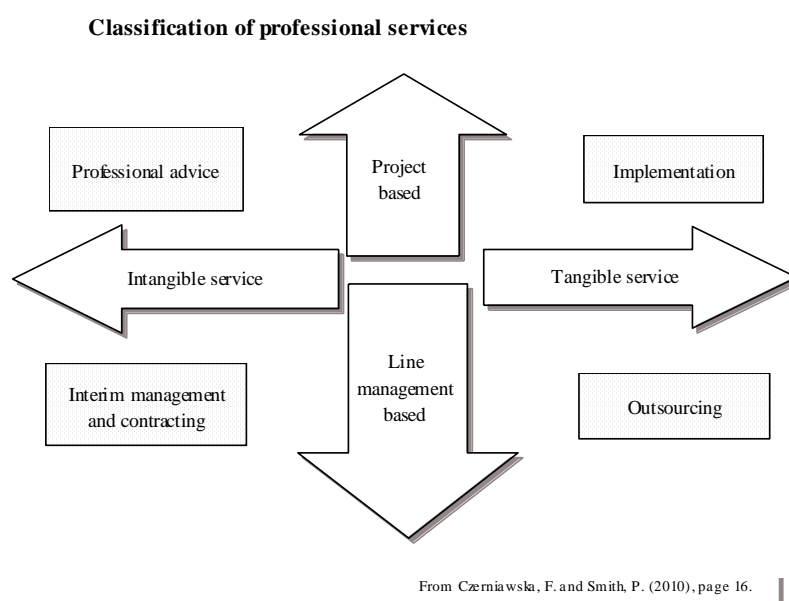 Classification of professional services
Professional advice
Project
based
Implementation
Intangible service
Tangible service
Interim management
and contracting
Line
management
based
Outsourcing
From Czerniawska, F. and Smith, P. (2010), page 16.